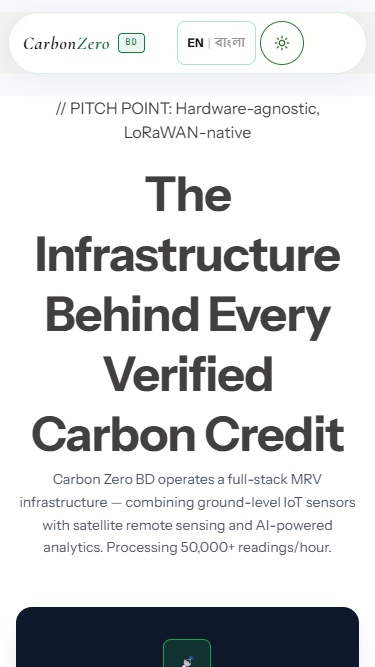 CarbonZero BD EN | বাংলা
// PITCH POINT: Hardware-agnostic,
LoRaWAN-native
The
Infrastructure
Behind Every
Verified
Carbon Credit
Carbon Zero BD operates a full-stack MRV
infrastructure — combining ground-level IoT sensors
with satellite remote sensing and AI-powered
analytics. Processing 50,000+ readings/hour.